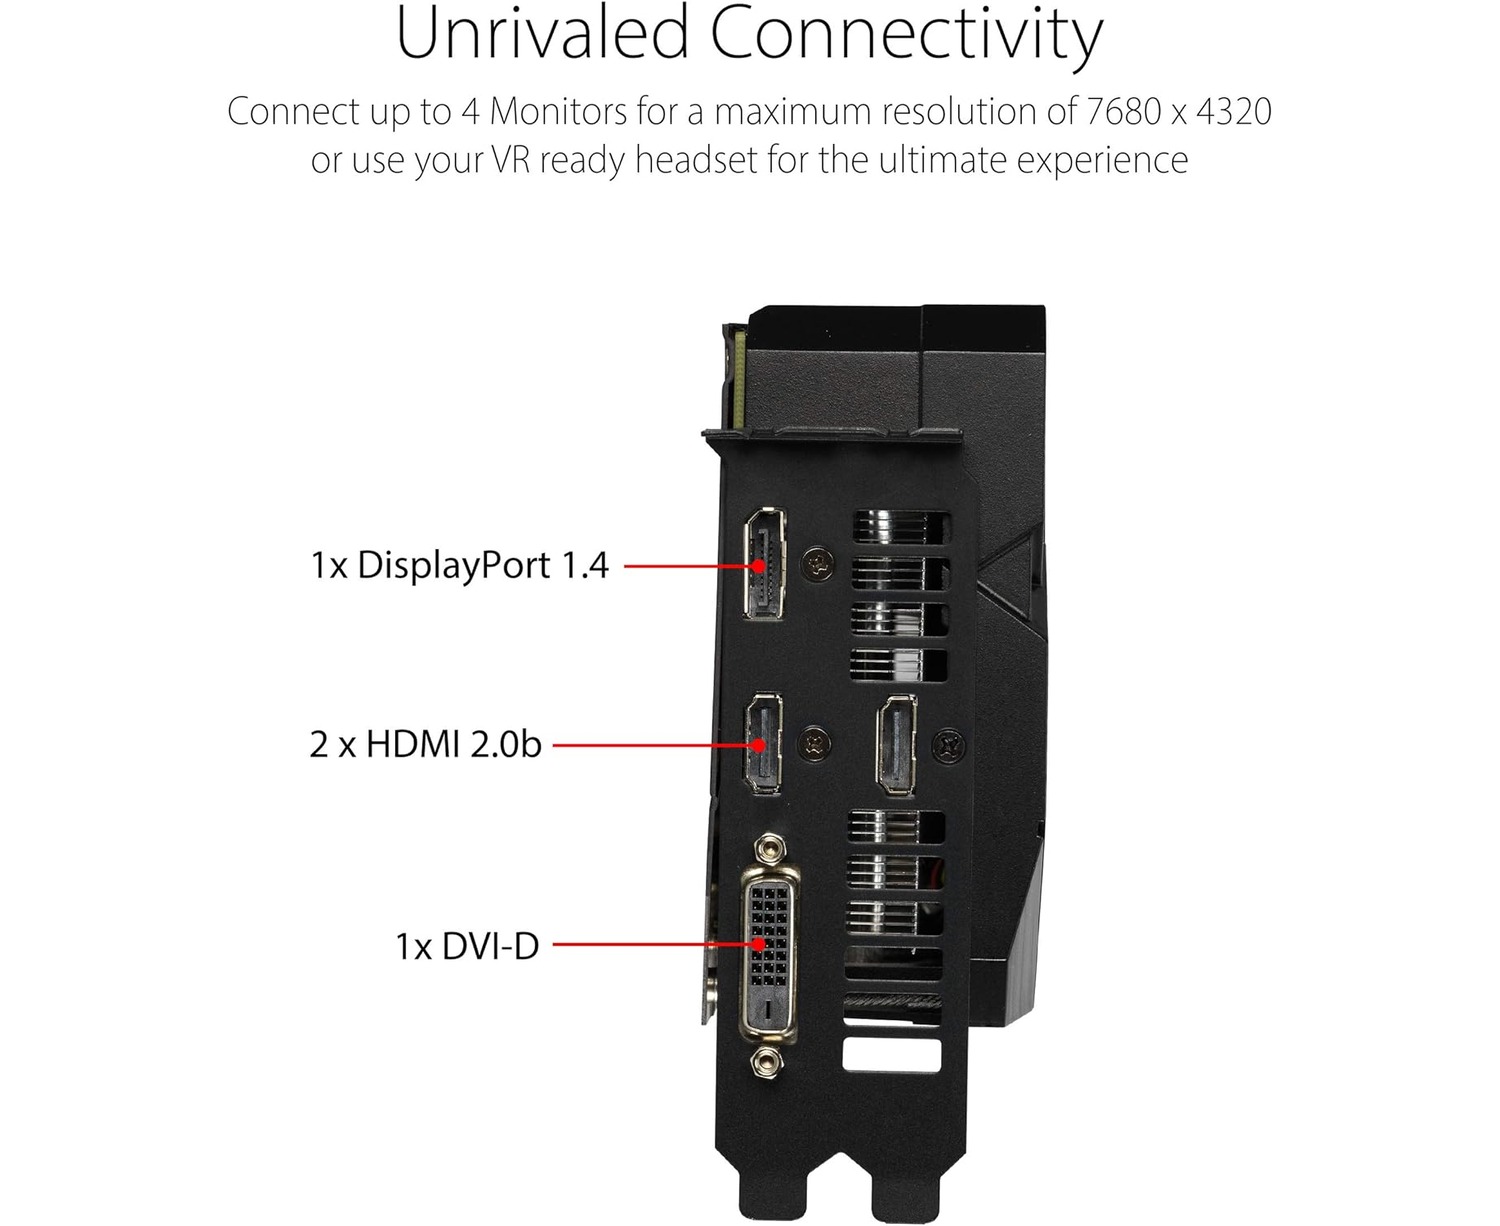 Unrivaled Connectivity
Connect up to 4 Monitors for a maximum resolution of 7680 x 4320
or use your VR ready headset for the ultimate experience
1x DisplayPort 1.4
2 x HDMI 2.0b
1x DVI-D